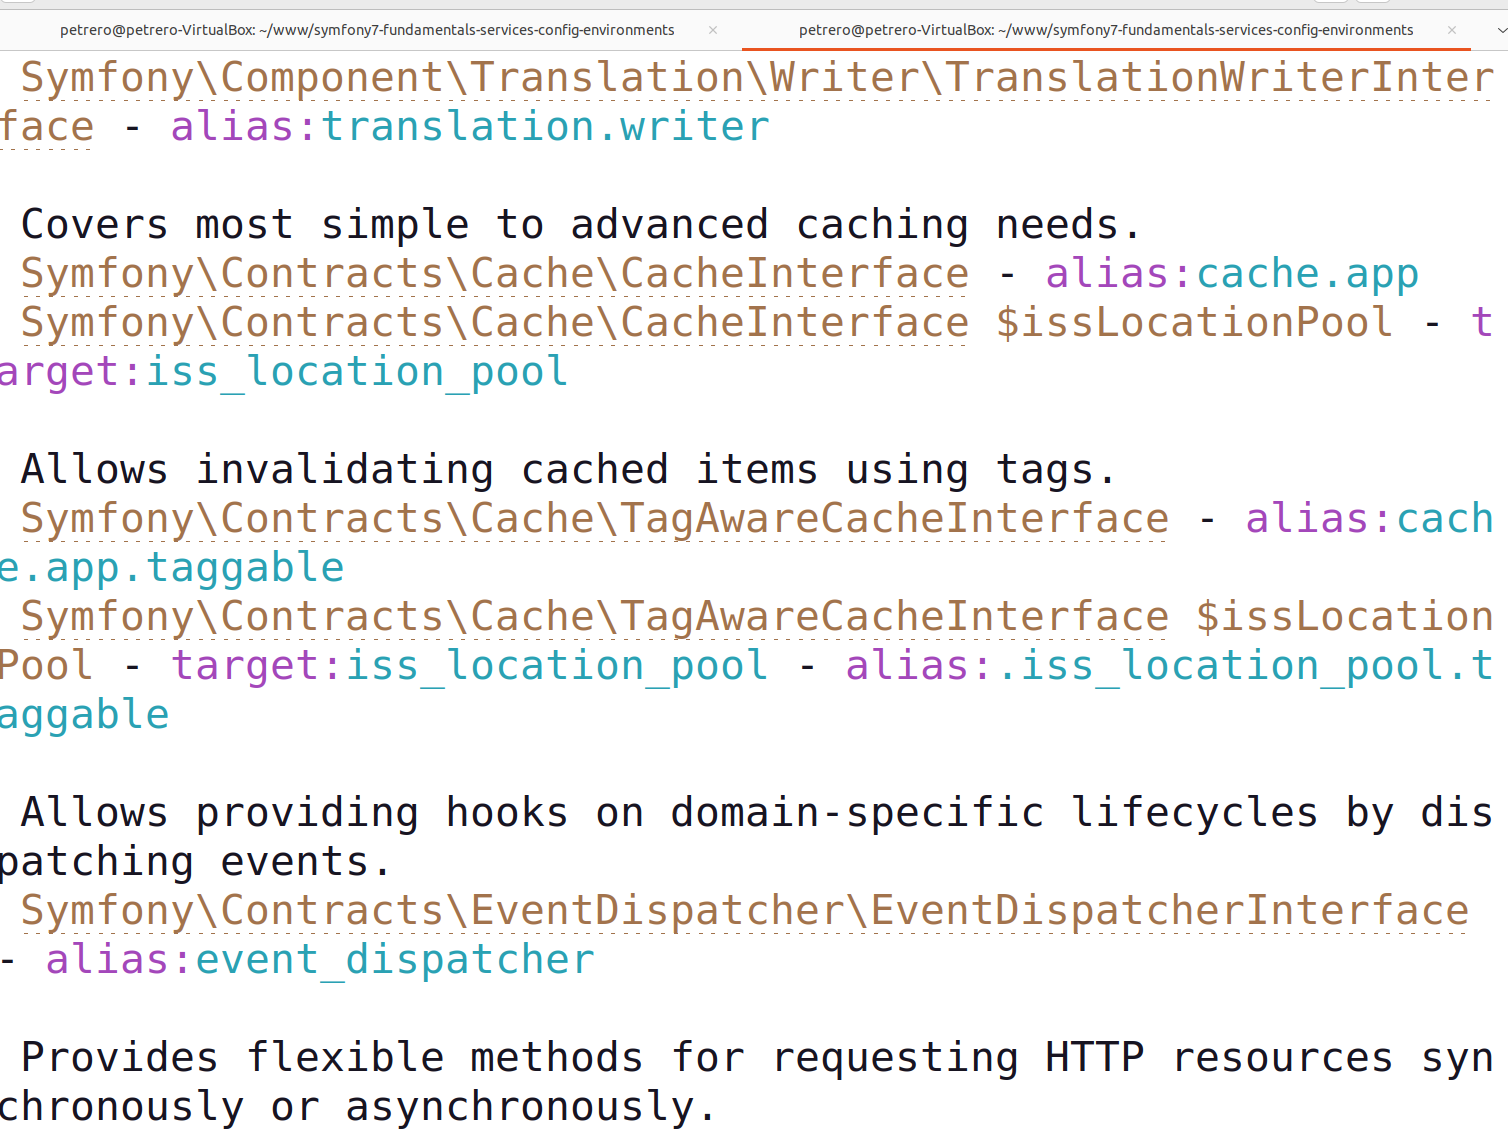 petrero@petrero-VirtualBox: ~/www/symfony7-fundamentals-services-config-environments × petrero@petrero-VirtualBox: ~/www/symfony7-fundamentals-services-config-environments ×
Symfony\Component\Translation\Writer\TranslationWriterInter
face - alias:translation.writer
Covers most simple to advanced caching needs.
Symfony\Contracts\Cache\CacheInterface - alias:cache.app
Symfony\Contracts\Cache\CacheInterface $issLocationPool - t
arget:iss_location_pool
Allows invalidating cached items using tags.
Symfony\Contracts\Cache\TagAwareCacheInterface - alias:cach
e.app.taggable
Symfony\Contracts\Cache\TagAwareCacheInterface $issLocation
Pool - target:iss_location_pool - alias:.iss_location_pool.t
aggable
Allows providing hooks on domain-specific lifecycles by dis
patching events.
Symfony\Contracts\EventDispatcher\EventDispatcherInterface
- alias:event_dispatcher
Provides flexible methods for requesting HTTP resources syn
chronously or asynchronously.